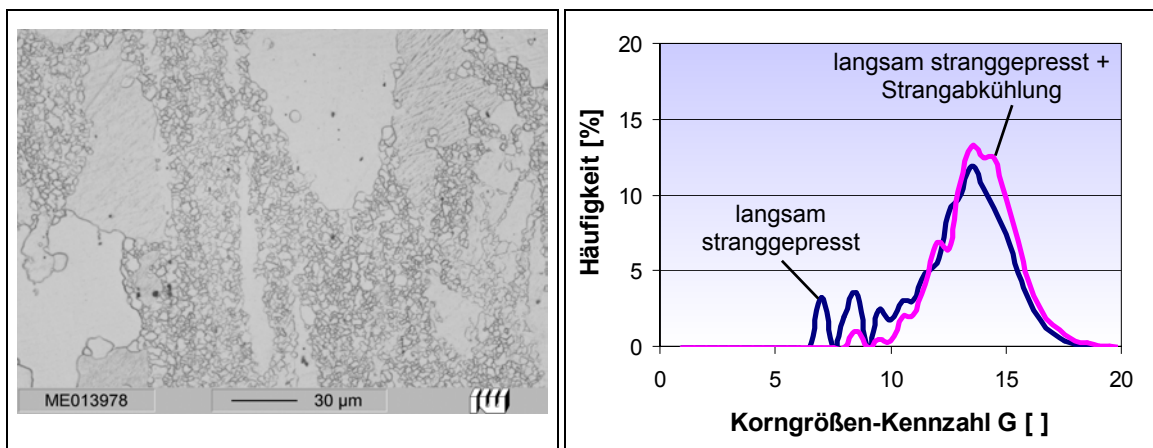 ME013978
30 µm
20
15
10
5
0
Häufigkeit [%]
langsam stranggepresst +
Strangabkühlung
langsam
stranggepresst
0 5 10 15 20
Korngrößen-Kennzahl G [ ]